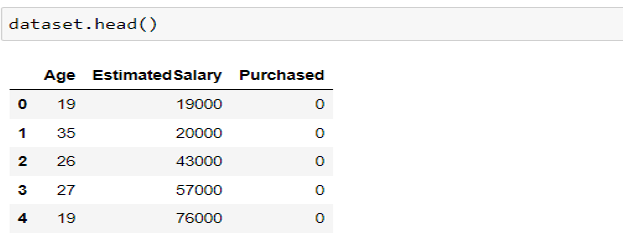 dataset.head()
Age EstimatedSalary Purchased
0 19 19000 0
1 35 20000 0
2 26 43000 0
3 27 57000 0
4 19 76000 0